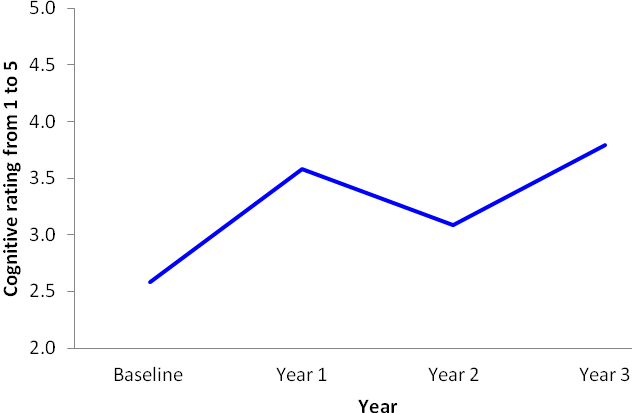 Cognitive rating from 1 to 5
5.0
4.5
4.0
3.5
3.0
2.5
2.0
Baseline
Year 1
Year 2
Year 3
Year